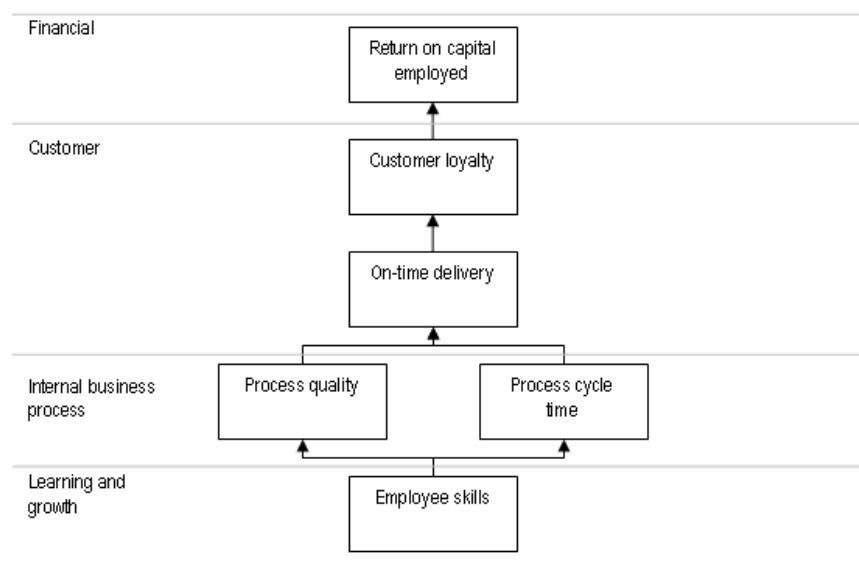 Financial
Return on capital
employed
Customer
Customer loyalty
On-time delivery
Internal business
process
Process quality
Process cycle
time
Learning and
growth
Employee skills